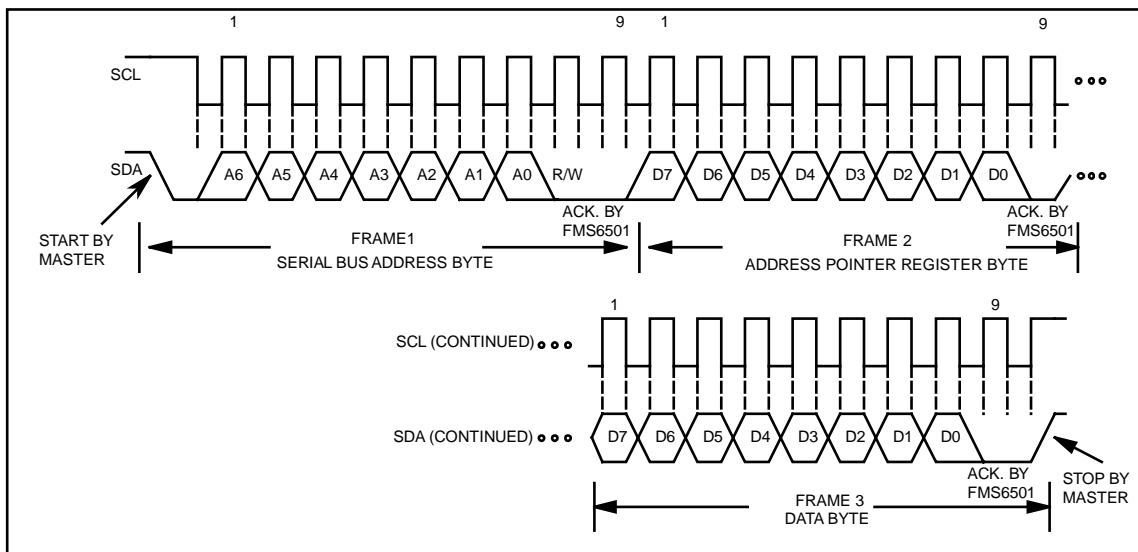 1 9 1 9
SCL
SDA A6 A5 A4 A3 A2 A1 A0 R/W D7 D6 D5 D4 D3 D2 D1 D0
START BY
MASTER
ACK. BY
FMS6501
ACK. BY
FMS6501
FRAME1
SERIAL BUS ADDRESS BYTE
FRAME 2
ADDRESS POINTER REGISTER BYTE
1 9
SCL (CONTINUED)
SDA (CONTINUED) D7 D6 D5 D4 D3 D2 D1 D0
ACK. BY
FMS6501
STOP BY
MASTER
FRAME 3
DATA BYTE